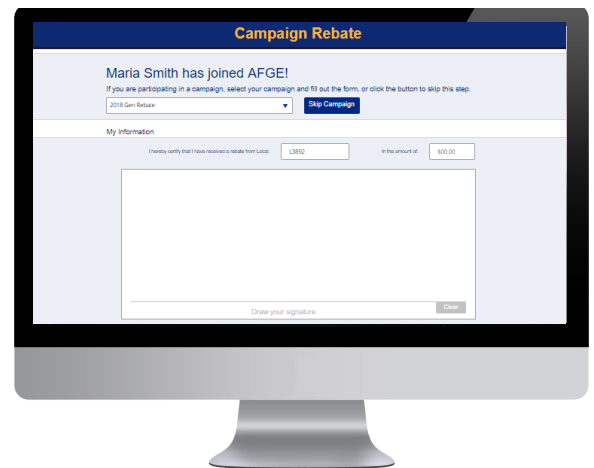 Campaign Rebate
Maria Smith has joined AFGE!
If you are participating in a campaign, select your campaign and fill out the form, or click the button to skip this step.
2018 Gen Rebate
Skip Campaign
My Information
I hereby certify that I have received a rebate from Local: L3892 In the amount of: $00.00
Draw your signature
Clear